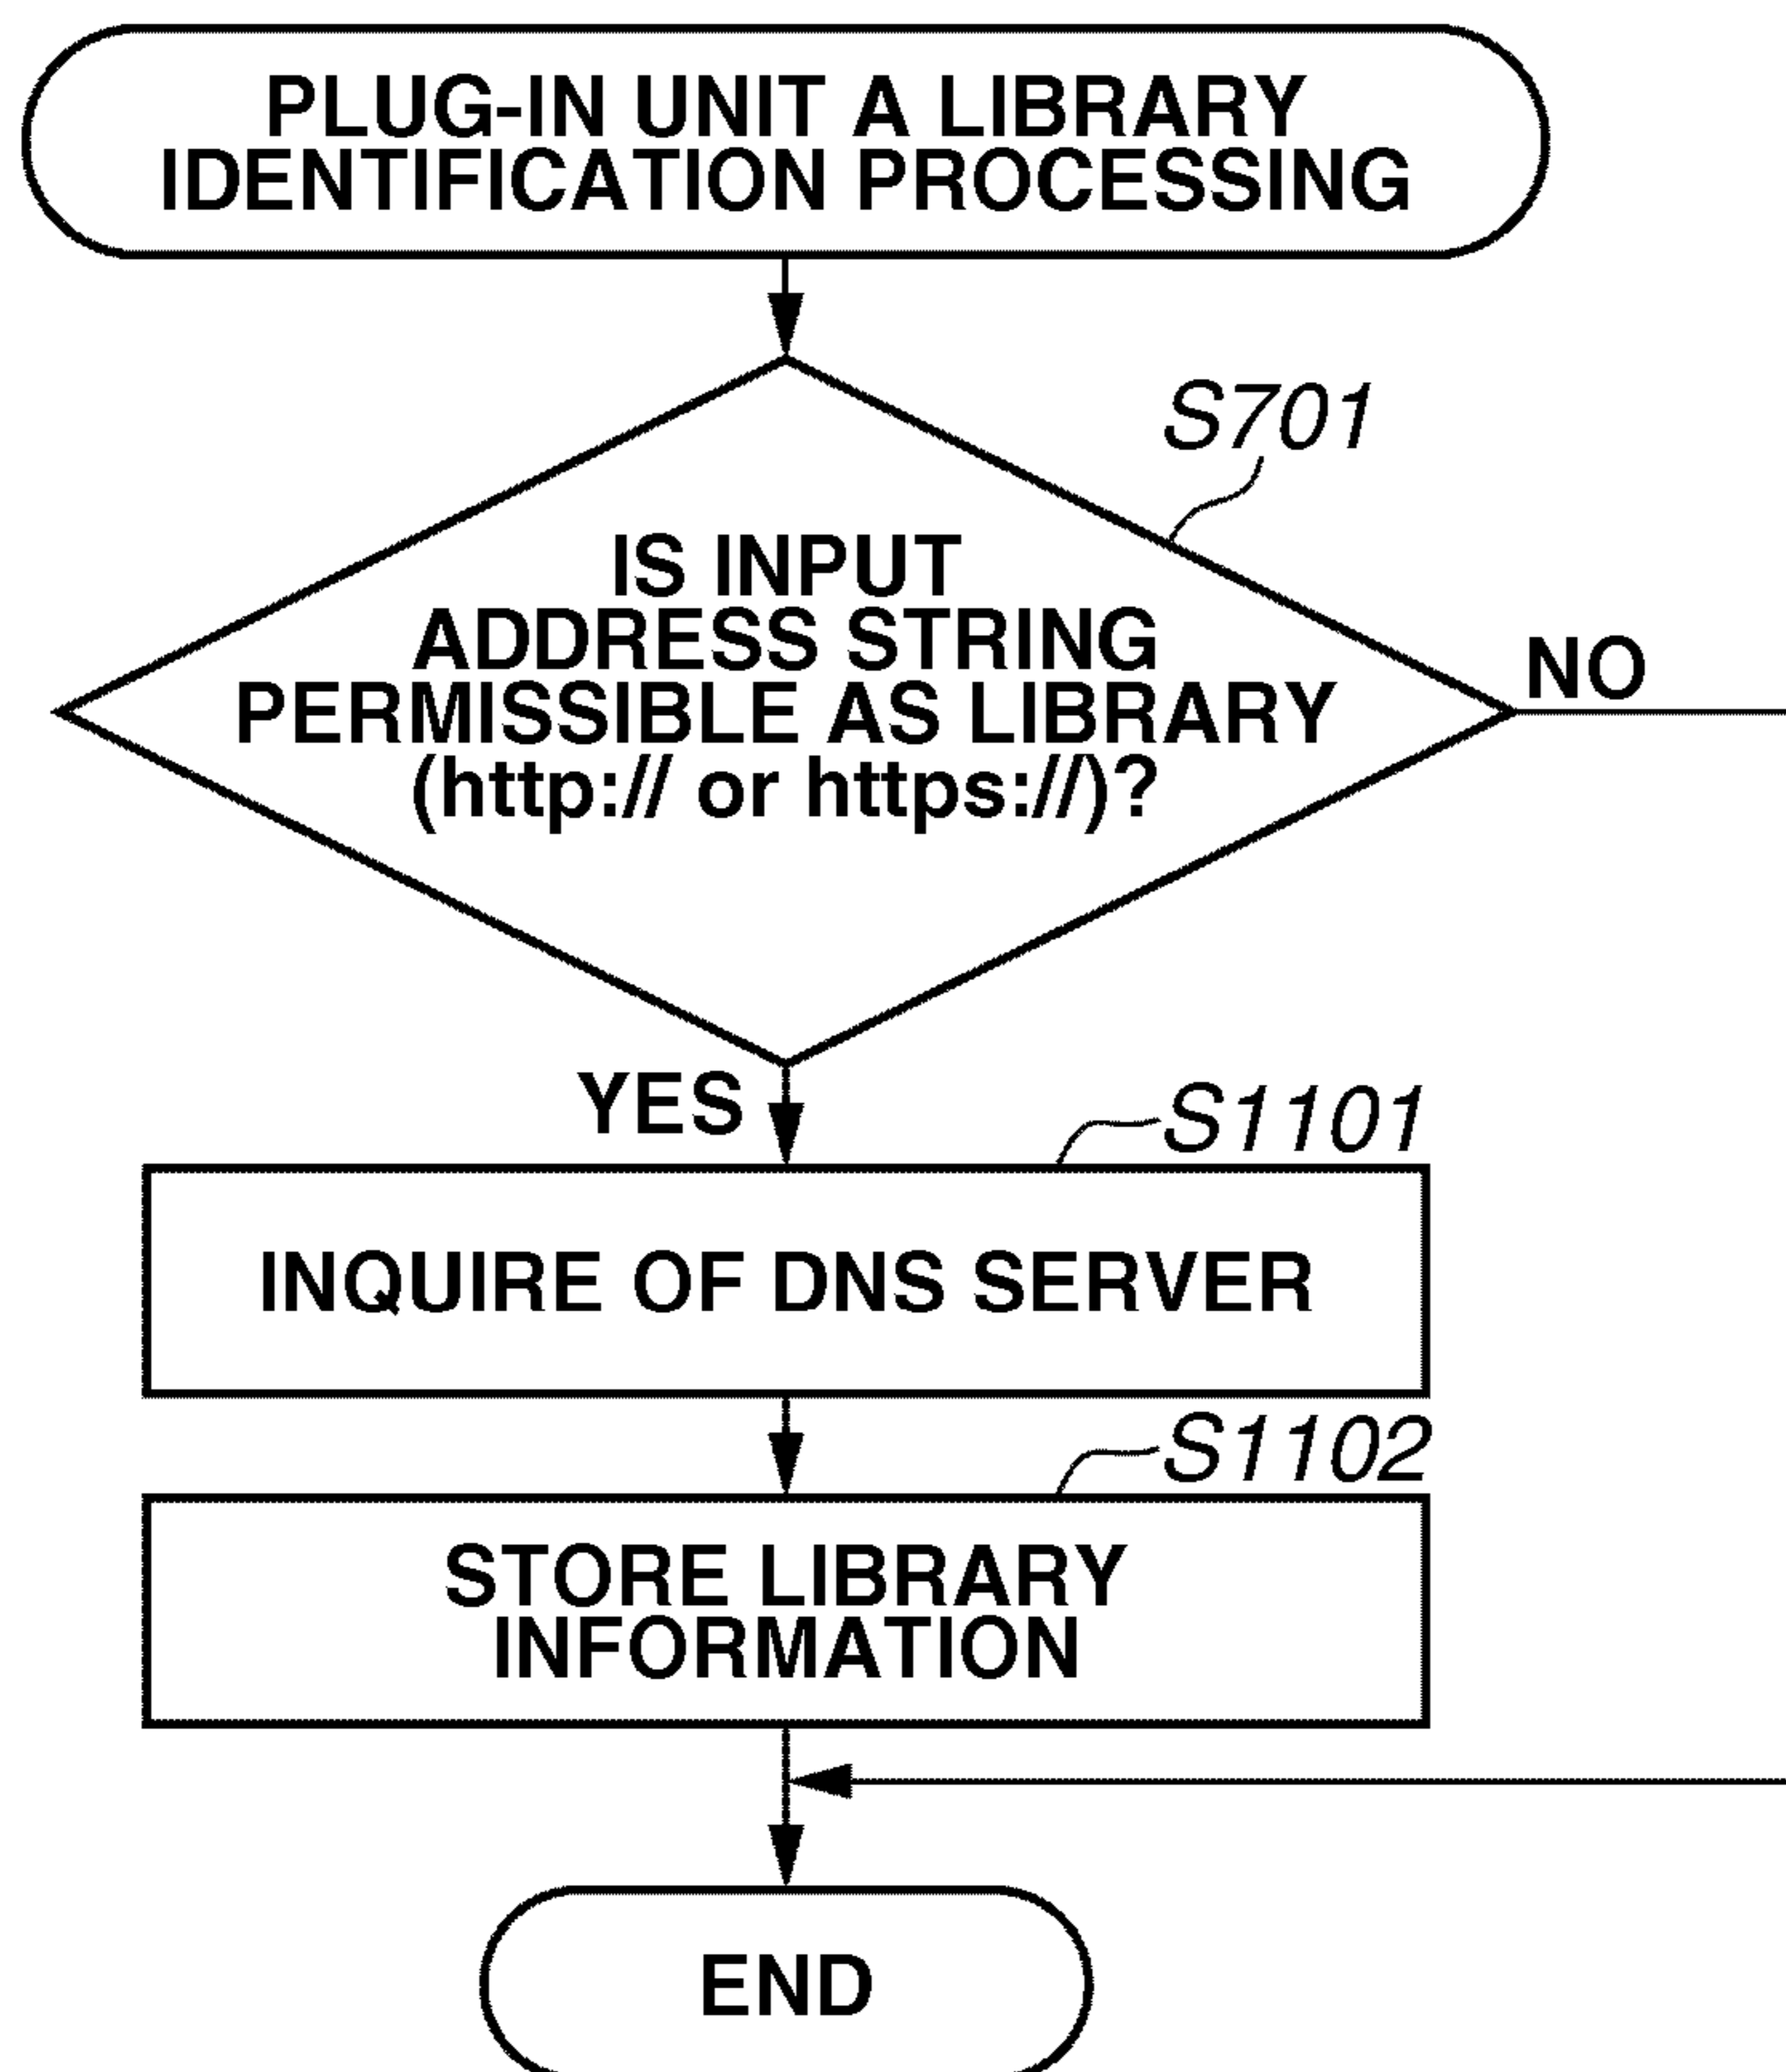 PLUG-IN UNIT A LIBRARY
IDENTIFICATION PROCESSING
S701
IS INPUT
ADDRESS STRING
PERMISSIBLE AS LIBRARY
(http:// or https://)?
NO
YES
S1101
INQUIRE OF DNS SERVER
S1102
STORE LIBRARY
INFORMATION
END